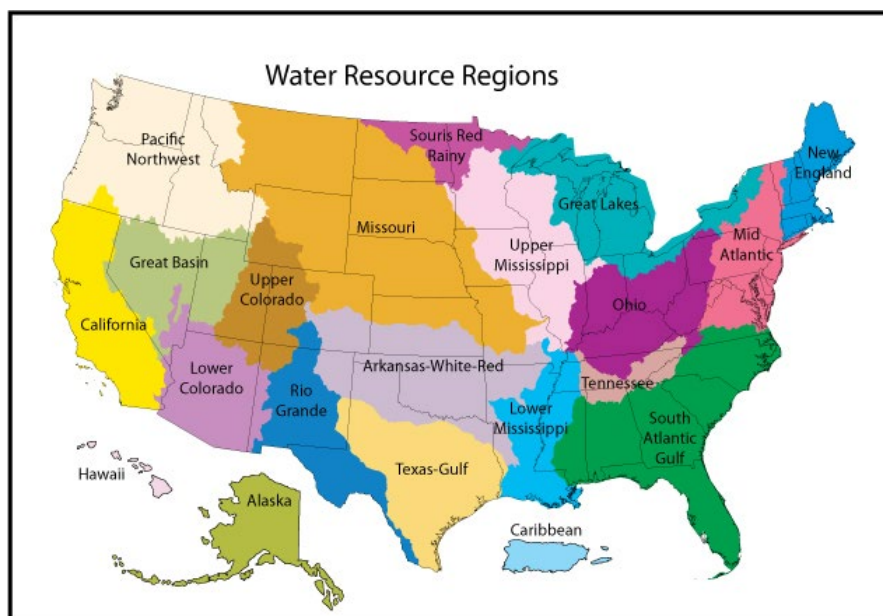 Water Resource Regions
Pacific
Northwest
Souris Red
Rainy
New
England
Great Lakes
Missouri
Upper
Mississippi
Mid
Atlantic
Great Basin
Upper
Colorado
Ohio
California
Lower
Colorado
Arkansas-White-Red
Tennessee
Rio
Grande
Lower
Mississippi
South
Atlantic
Gulf
Texas-Gulf
Hawaii
Alaska
Caribbean